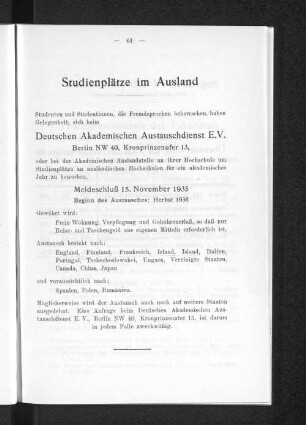 — 61 —
Studienplätze im Ausland
Studenten und Studentinnen, die Fremdsprachen beherrschen, haben
Gelegenheit, sich beim
Deutschen Akademischen Austauschdienst E.V.
Berlin NW 40, Kronprinzenufer 13,
oder bei der Akademischen Auslandstelle an ihrer Hochschule um
Studienplätze an ausländischen Hochschulen für ein akademisches
Jahr zu bewerben.
Meldeschluß 15. November 1935
Beginn des Austausches: Herbst 1936
Gewährt wird:
Freie Wohnung, Verpflegung und Gebührenerlaß, so daß nur
Reise- und Taschengeld aus eigenen Mitteln erforderlich ist.
Austausch besteht nach:
England, Finnland, Frankreich, Irland, Island, Italien,
Portugal, Tschechoslowakei, Ungarn, Vereinigte Staaten,
Canada, China, Japan
und voraussichtlich nach:
Spanien, Polen, Rumänien.
Möglicherweise wird der Austausch auch noch auf weitere Staaten
ausgedehnt. Eine Anfrage beim Deutschen Akademischen Aus-
tauschdienst E. V., Berlin NW 40, Kronprinzenufer 13, ist darum
in jedem Falle zweckmäßig.